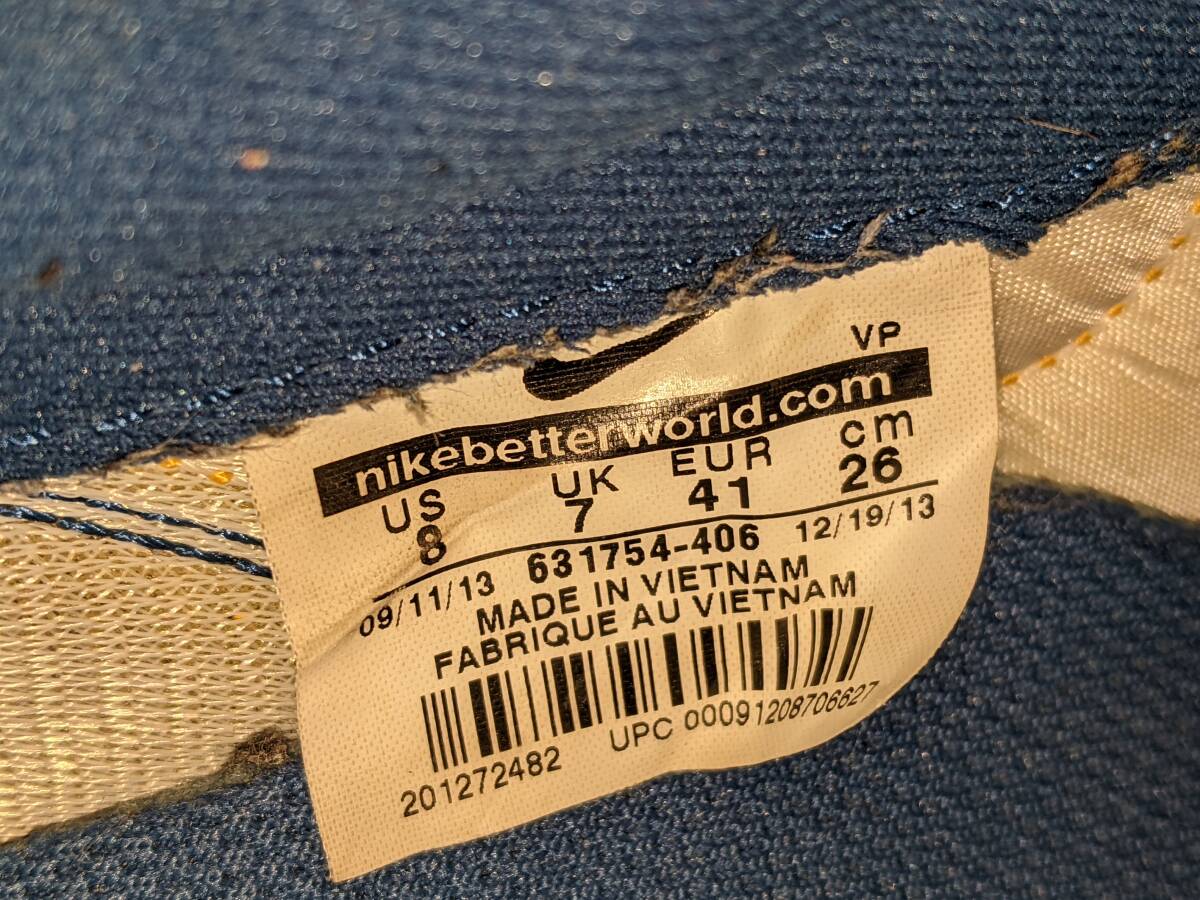 VP
nikebetterworld.com
US UK EUR cm
8 7 41 26
09/11/13 631754-406 12/19/13
MADE IN VIETNAM
FABRIQUE AU VIETNAM
201272482 UPC 00091208706627